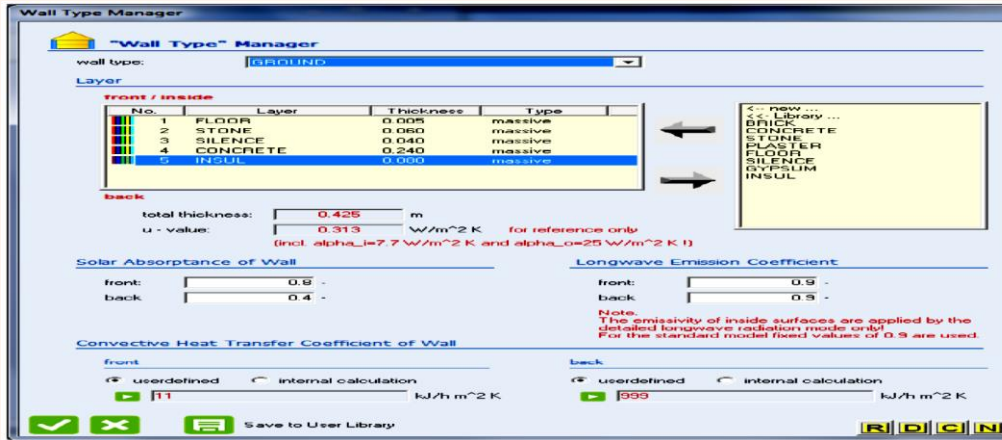 Wall Type Manager
"Wall Type" Manager
wall type: GROUND
Layer
front / inside
No. Layer Thickness Type
1 FLOOR 0.005 massive
2 STONE 0.060 massive
3 SILENCE 0.040 massive
4 CONCRETE 0.240 massive
5 INSUL 0.080 massive
back
<-- new ...
<<- Library ...
BRICK
CONCRETE
STONE
PLASTER
FLOOR
SILENCE
GYPSUM
INSUL
total thickness: 0.425 m
u - value: 0.313 W/m^2 K for reference only
(incl. alpha_i=7.7 W/m^2 K and alpha_o=25 W/m^2 K !)
Solar Absorptance of Wall
front: 0.8 -
back 0.4 -
Longwave Emission Coefficient
front: 0.9 -
back 0.9 -
Note.
The emissivity of inside surfaces are applied by the
detailed longwave radiation mode only!
For the standard model fixed values of 0.9 are used.
Convective Heat Transfer Coefficient of Wall
front
userdefined internal calculation
11 kJ/h m^2 K
back
userdefined internal calculation
999 kJ/h m^2 K
Save to User Library
R D C N